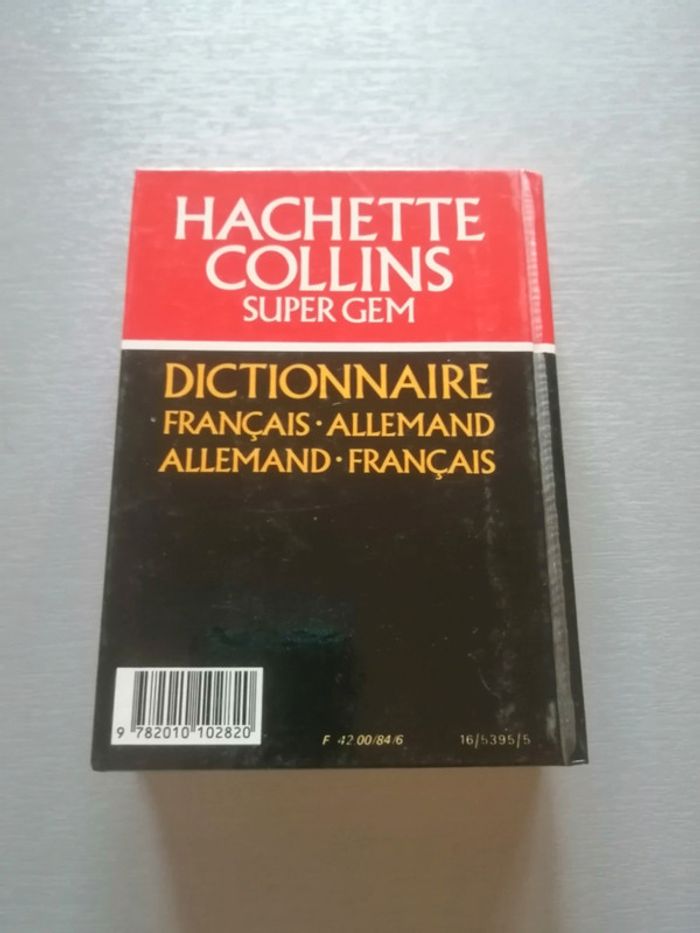 HACHETTE
COLLINS
SUPER GEM
DICTIONNAIRE
FRANÇAIS · ALLEMAND
ALLEMAND · FRANÇAIS
9 782010 102820
F 42.00/84/6
16/5395/5